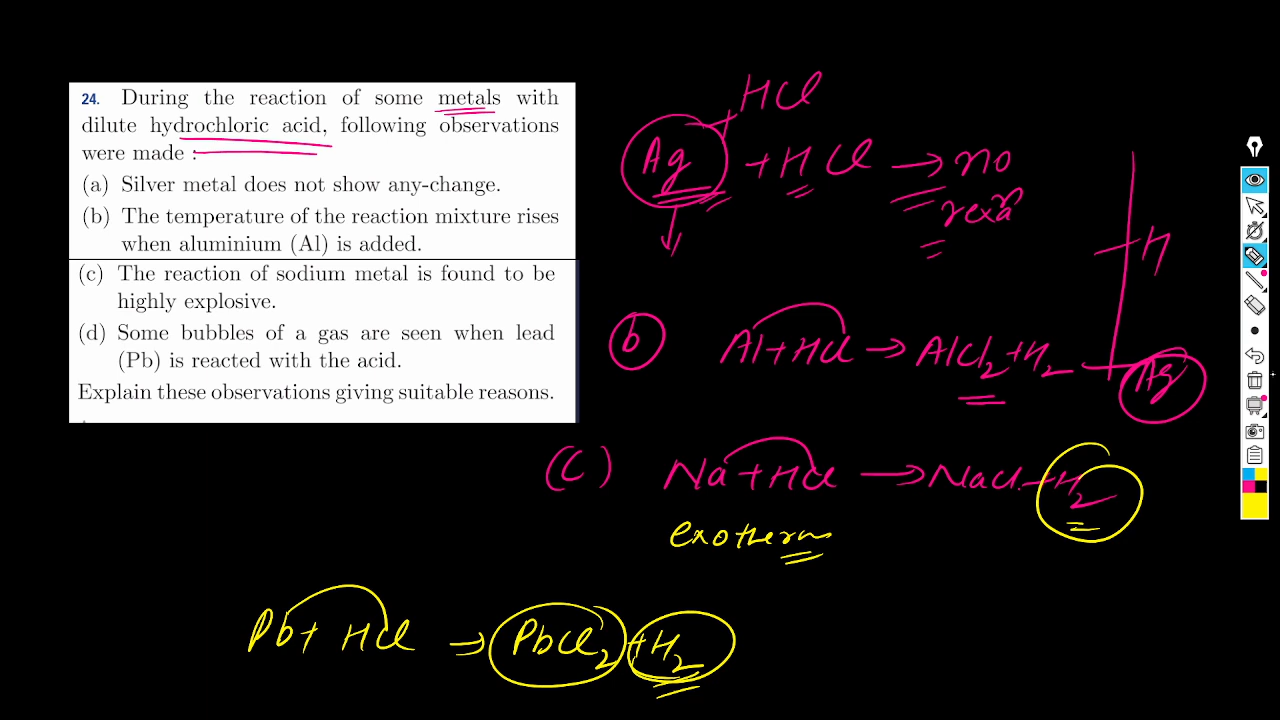 24. During the reaction of some metals with
dilute hydrochloric acid, following observations
were made :
(a) Silver metal does not show any-change.
(b) The temperature of the reaction mixture rises
when aluminium (Al) is added.
(c) The reaction of sodium metal is found to be
highly explosive.
(d) Some bubbles of a gas are seen when lead
(Pb) is reacted with the acid.
Explain these observations giving suitable reasons.
HCl
Ag + HCl → no
H
b Al + HCl → AlCl2 + H2
Ag
(C) Na + HCl → NaCl + H2
exotherm
Pb + HCl → PbCl2 + H2